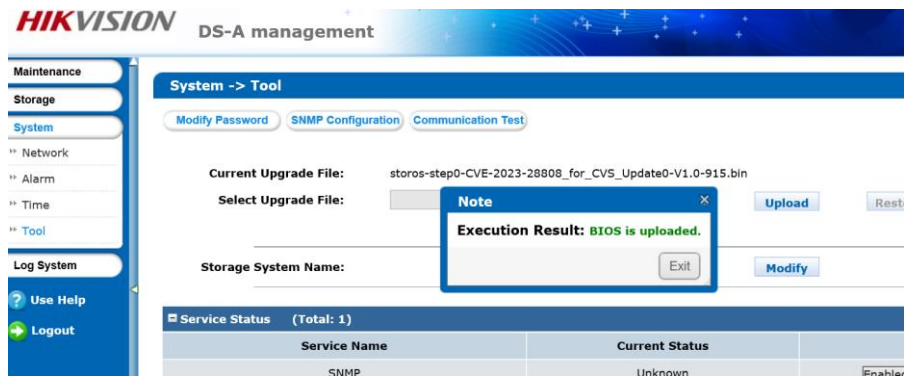 HIKVISION DS-A management
Maintenance
Storage
System
Network
Alarm
Time
Tool
Log System
Use Help
Logout
System -> Tool
Modify Password SNMP Configuration Communication Test
Current Upgrade File: storos-step0-CVE-2023-28808_for_CVS_Update0-V1.0-915.bin
Select Upgrade File: Upload Rest
Note
Execution Result: BIOS is uploaded.
Exit
Storage System Name: Modify
Service Status (Total: 1)
Service Name Current Status
SNMP Unknown Enabled